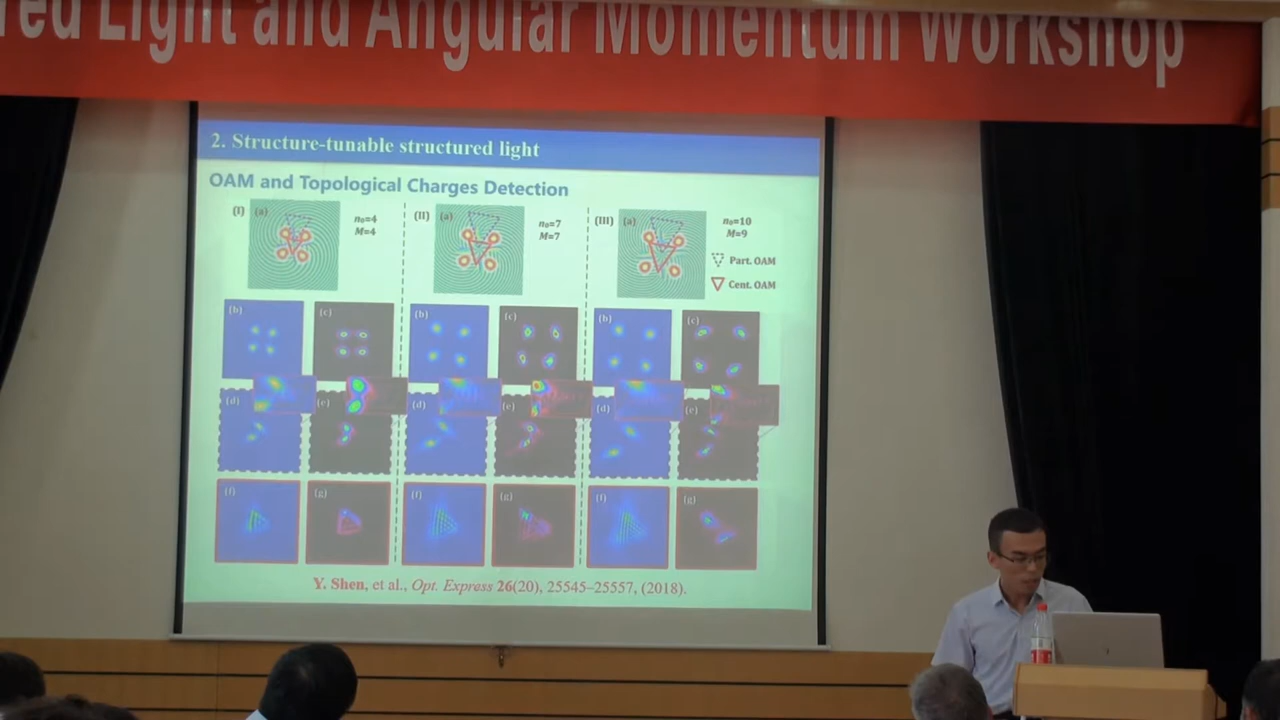 Light and Angular Momentum Workshop
2. Structure-tunable structured light
OAM and Topological Charges Detection
(I) (a) n₀=4 M=4
(II) (a) n₀=7 M=7
(III) (a) n₀=10 M=9
Part. OAM
Cent. OAM
(b) (c) (b) (c) (b) (c)
(d) (e) (d) (e) (d) (e)
(f) (g) (f) (g) (f) (g)
Y. Shen, et al., Opt. Express 26(20), 25545–25557, (2018).